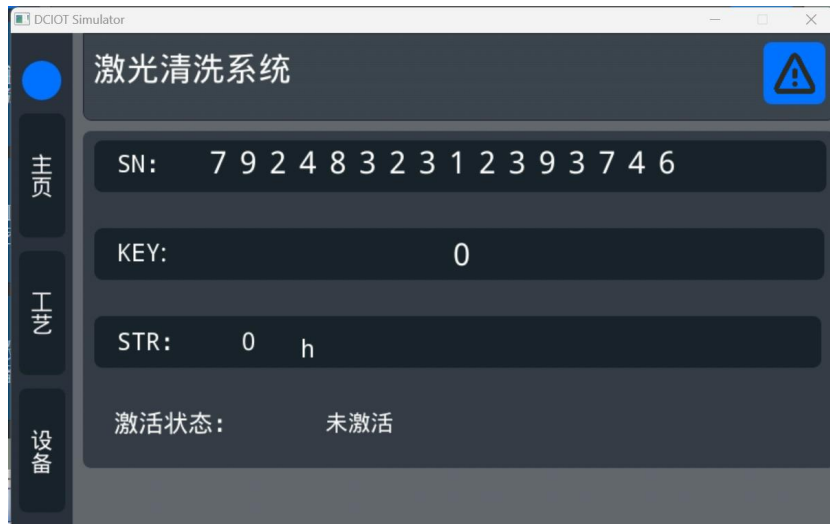 DCIOT Simulator
激光清洗系统
主页
工艺
设备
SN: 7924832312393746
KEY: 0
STR: 0 h
激活状态: 未激活